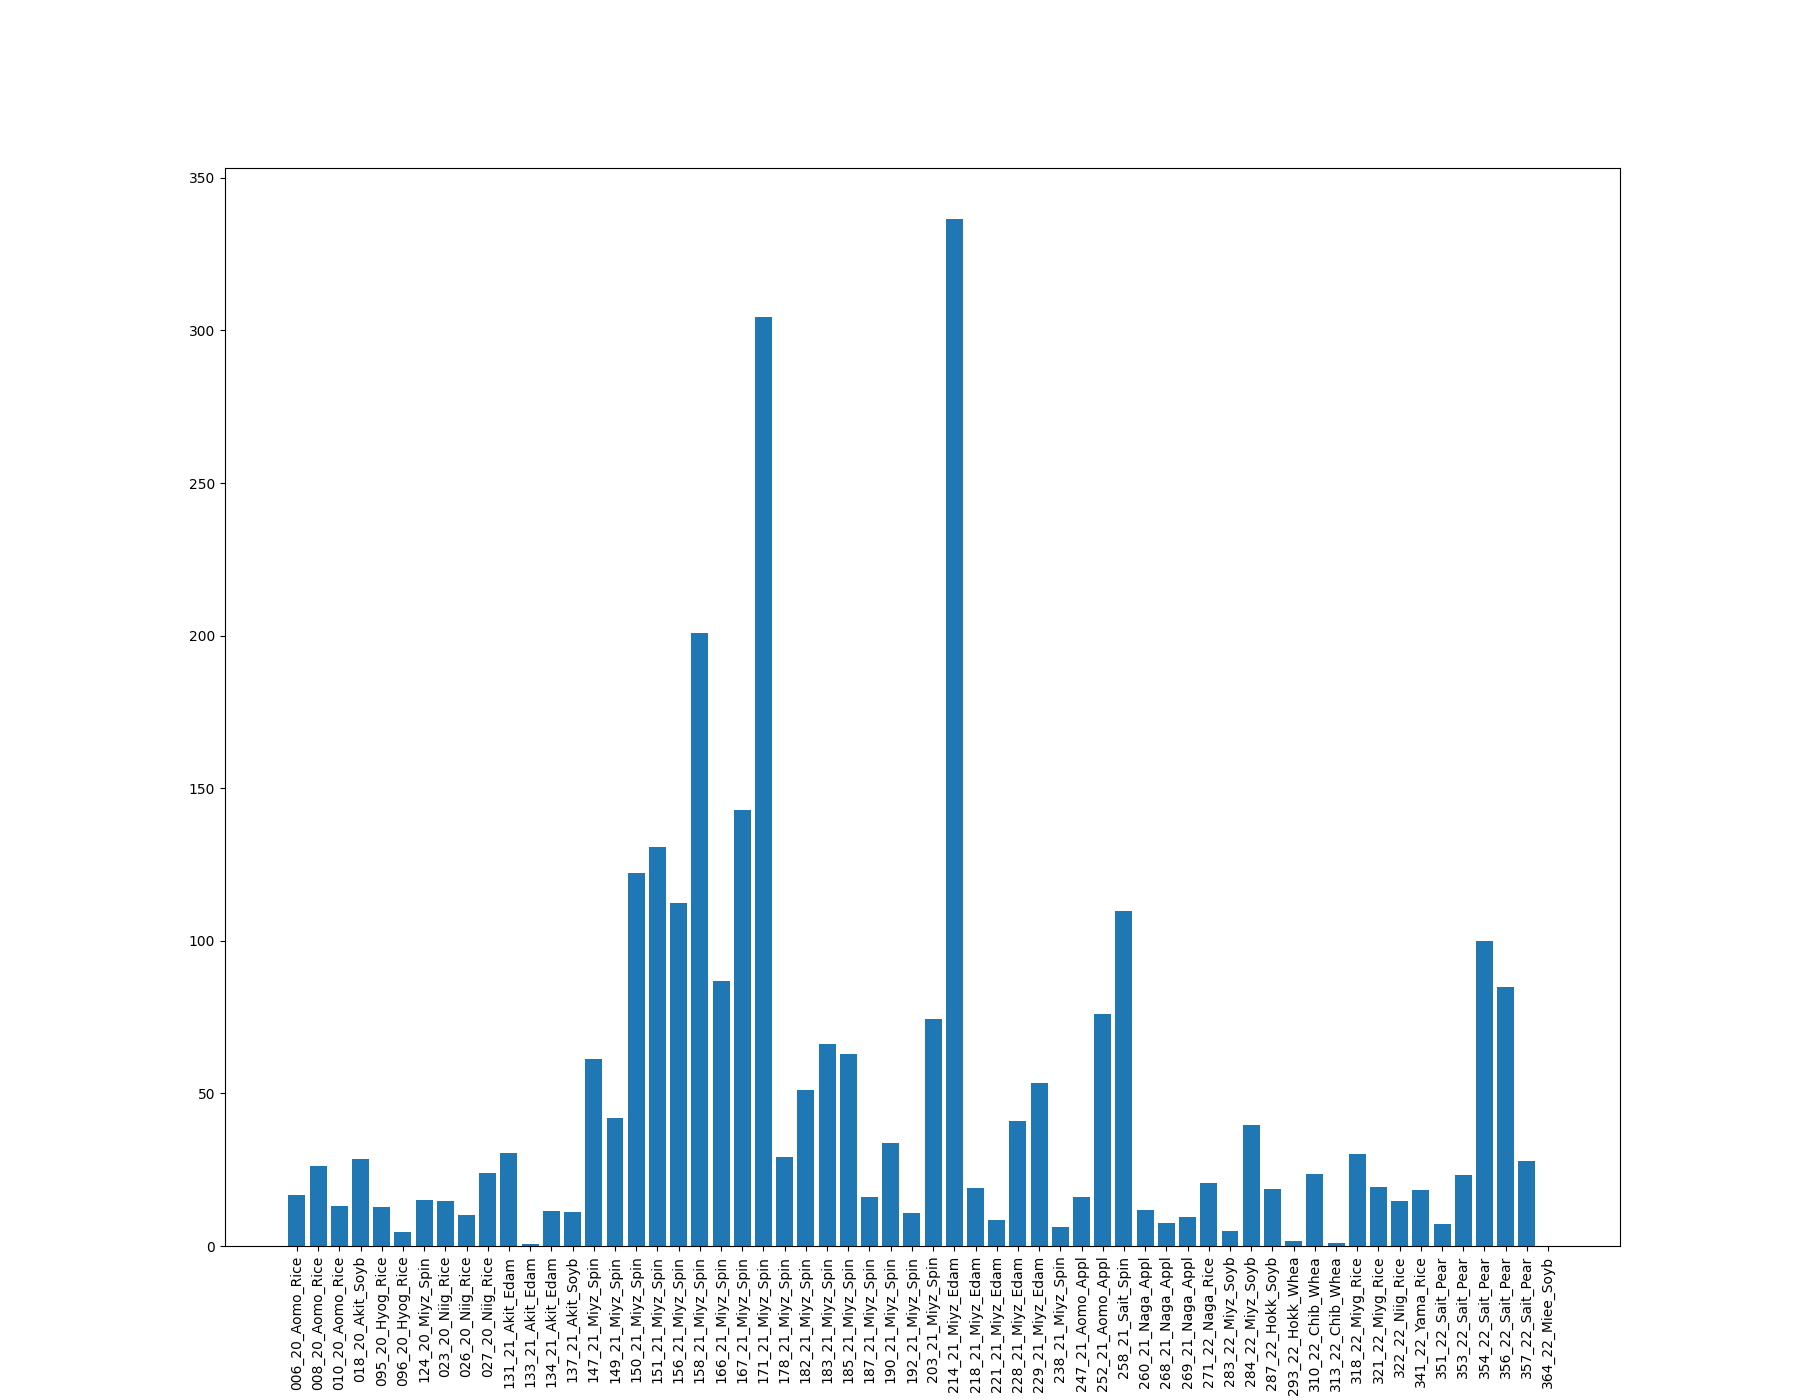 350
300
250
200
150
100
50
0
006_20_Aomo_Rice
008_20_Aomo_Rice
010_20_Aomo_Rice
018_20_Akit_Soyb
095_20_Hyog_Rice
096_20_Hyog_Rice
124_20_Miyz_Spin
023_20_Niig_Rice
026_20_Niig_Rice
027_20_Niig_Rice
131_21_Akit_Edam
133_21_Akit_Edam
134_21_Akit_Edam
137_21_Akit_Soyb
147_21_Miyz_Spin
149_21_Miyz_Spin
150_21_Miyz_Spin
151_21_Miyz_Spin
156_21_Miyz_Spin
158_21_Miyz_Spin
166_21_Miyz_Spin
167_21_Miyz_Spin
171_21_Miyz_Spin
178_21_Miyz_Spin
182_21_Miyz_Spin
183_21_Miyz_Spin
185_21_Miyz_Spin
187_21_Miyz_Spin
190_21_Miyz_Spin
192_21_Miyz_Spin
203_21_Miyz_Spin
214_21_Miyz_Edam
218_21_Miyz_Edam
221_21_Miyz_Edam
228_21_Miyz_Edam
229_21_Miyz_Edam
238_21_Miyz_Spin
247_21_Aomo_Appl
252_21_Aomo_Appl
258_21_Sait_Spin
260_21_Naga_Appl
268_21_Naga_Appl
269_21_Naga_Appl
271_22_Naga_Rice
283_22_Miyz_Soyb
284_22_Miyz_Soyb
287_22_Hokk_Soyb
293_22_Hokk_Whea
310_22_Chib_Whea
313_22_Chib_Whea
318_22_Miyg_Rice
321_22_Miyg_Rice
322_22_Niig_Rice
341_22_Yama_Rice
351_22_Sait_Pear
353_22_Sait_Pear
354_22_Sait_Pear
356_22_Sait_Pear
357_22_Sait_Pear
364_22_Miee_Soyb